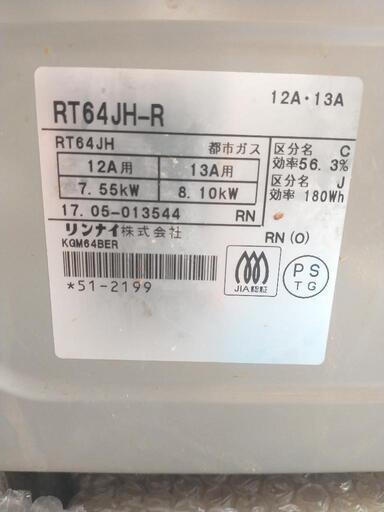 12A・13A
RT64JH-R
RT64JH 都市ガス
12A用 13A用
7.55kW 8.10kW
区分名 C
効率56.3%
区分名・J
効率 180Wh
17.05-013544 RN
リンナイ株式会社
RN(O)
KGM64BER
*51-2199
JIA認証
PS
TG